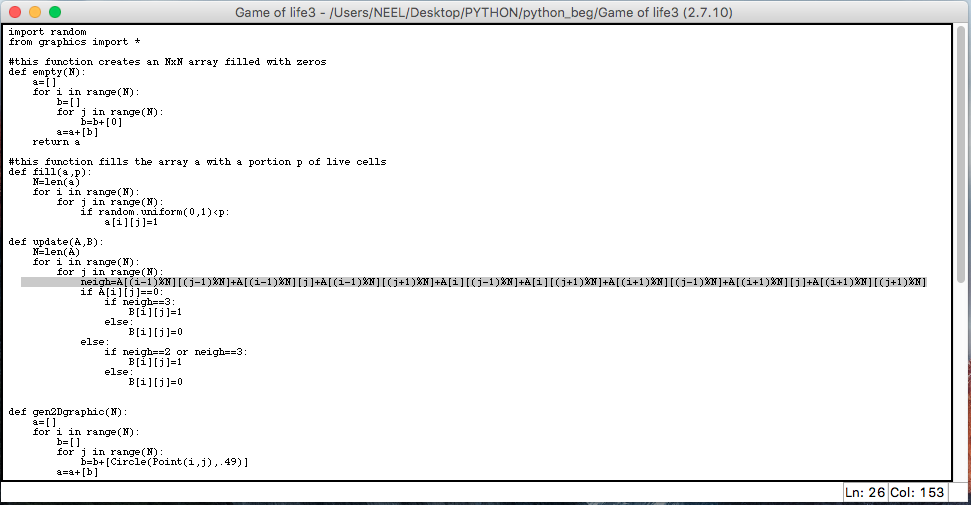 Game of life3 - /Users/NEEL/Desktop/PYTHON/python_beg/Game of life3 (2.7.10)
import random
from graphics import *

#this function creates an NxN array filled with zeros
def empty(N):
    a=[]
    for i in range(N):
        b=[]
        for j in range(N):
            b=b+[0]
        a=a+[b]
    return a

#this function fills the array a with a portion p of live cells
def fill(a,p):
    N=len(a)
    for i in range(N):
        for j in range(N):
            if random.uniform(0,1)<p:
                a[i][j]=1

def update(A,B):
    N=len(A)
    for i in range(N):
        for j in range(N):
            neigh=A[(i-1)%N][(j-1)%N]+A[(i-1)%N][j]+A[(i-1)%N][(j+1)%N]+A[i][(j-1)%N]+A[i][(j+1)%N]+A[(i+1)%N][(j-1)%N]+A[(i+1)%N][j]+A[(i+1)%N][(j+1)%N]
            if A[i][j]==0:
                if neigh==3:
                    B[i][j]=1
                else:
                    B[i][j]=0
            else:
                if neigh==2 or neigh==3:
                    B[i][j]=1
                else:
                    B[i][j]=0

def gen2Dgraphic(N):
    a=[]
    for i in range(N):
        b=[]
        for j in range(N):
            b=b+[Circle(Point(i,j),.49)]
        a=a+[b]
Ln: 26 Col: 153